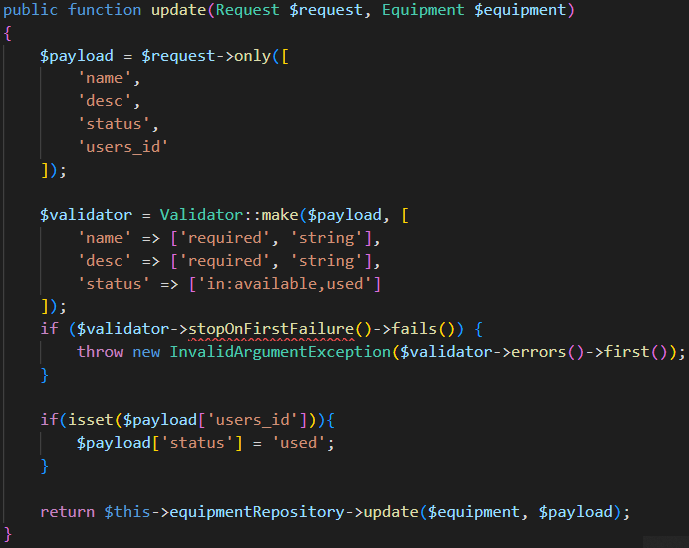 public function update(Request $request, Equipment $equipment)
{
    $payload = $request->only([
        'name',
        'desc',
        'status',
        'users_id'
    ]);

    $validator = Validator::make($payload, [
        'name' => ['required', 'string'],
        'desc' => ['required', 'string'],
        'status' => ['in:available,used']
    ]);
    if ($validator->stopOnFirstFailure()->fails()) {
        throw new InvalidArgumentException($validator->errors()->first());
    }

    if(isset($payload['users_id'])){
        $payload['status'] = 'used';
    }

    return $this->equipmentRepository->update($equipment, $payload);
}